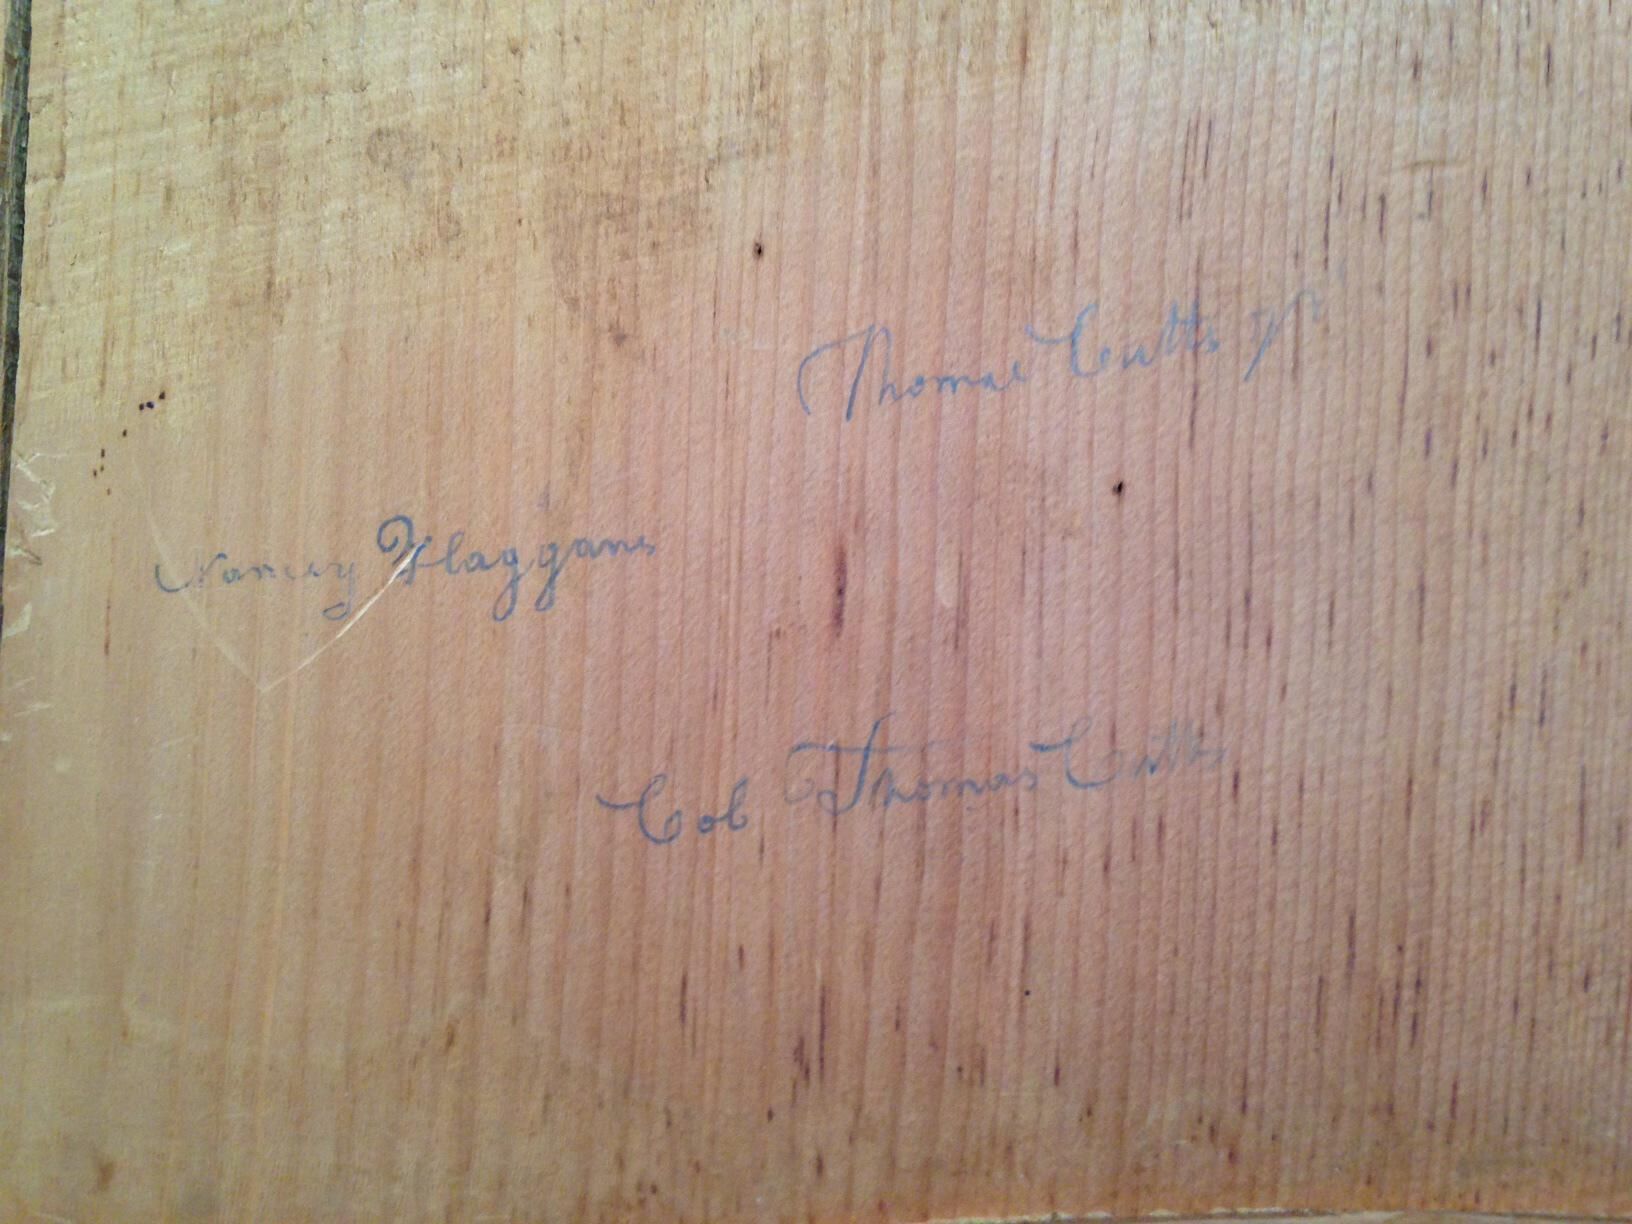 Thomas Cutts Jr
Nancy Haggans
Col Thomas Cutts